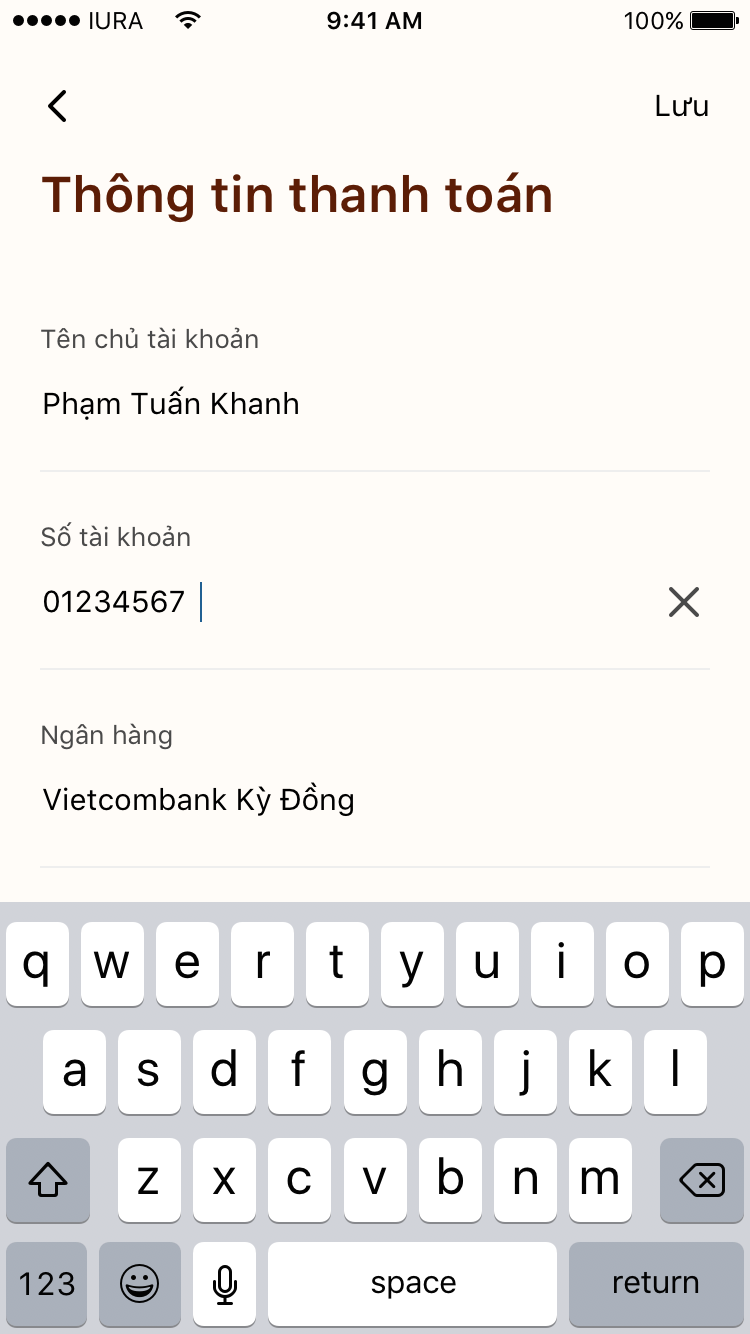 ●●●●● IURA 9:41 AM 100%
Lưu
Thông tin thanh toán
Tên chủ tài khoản
Phạm Tuấn Khanh
Số tài khoản
01234567
Ngân hàng
Vietcombank Kỳ Đồng
q w e r t y u i o p
a s d f g h j k l
z x c v b n m
123 space return